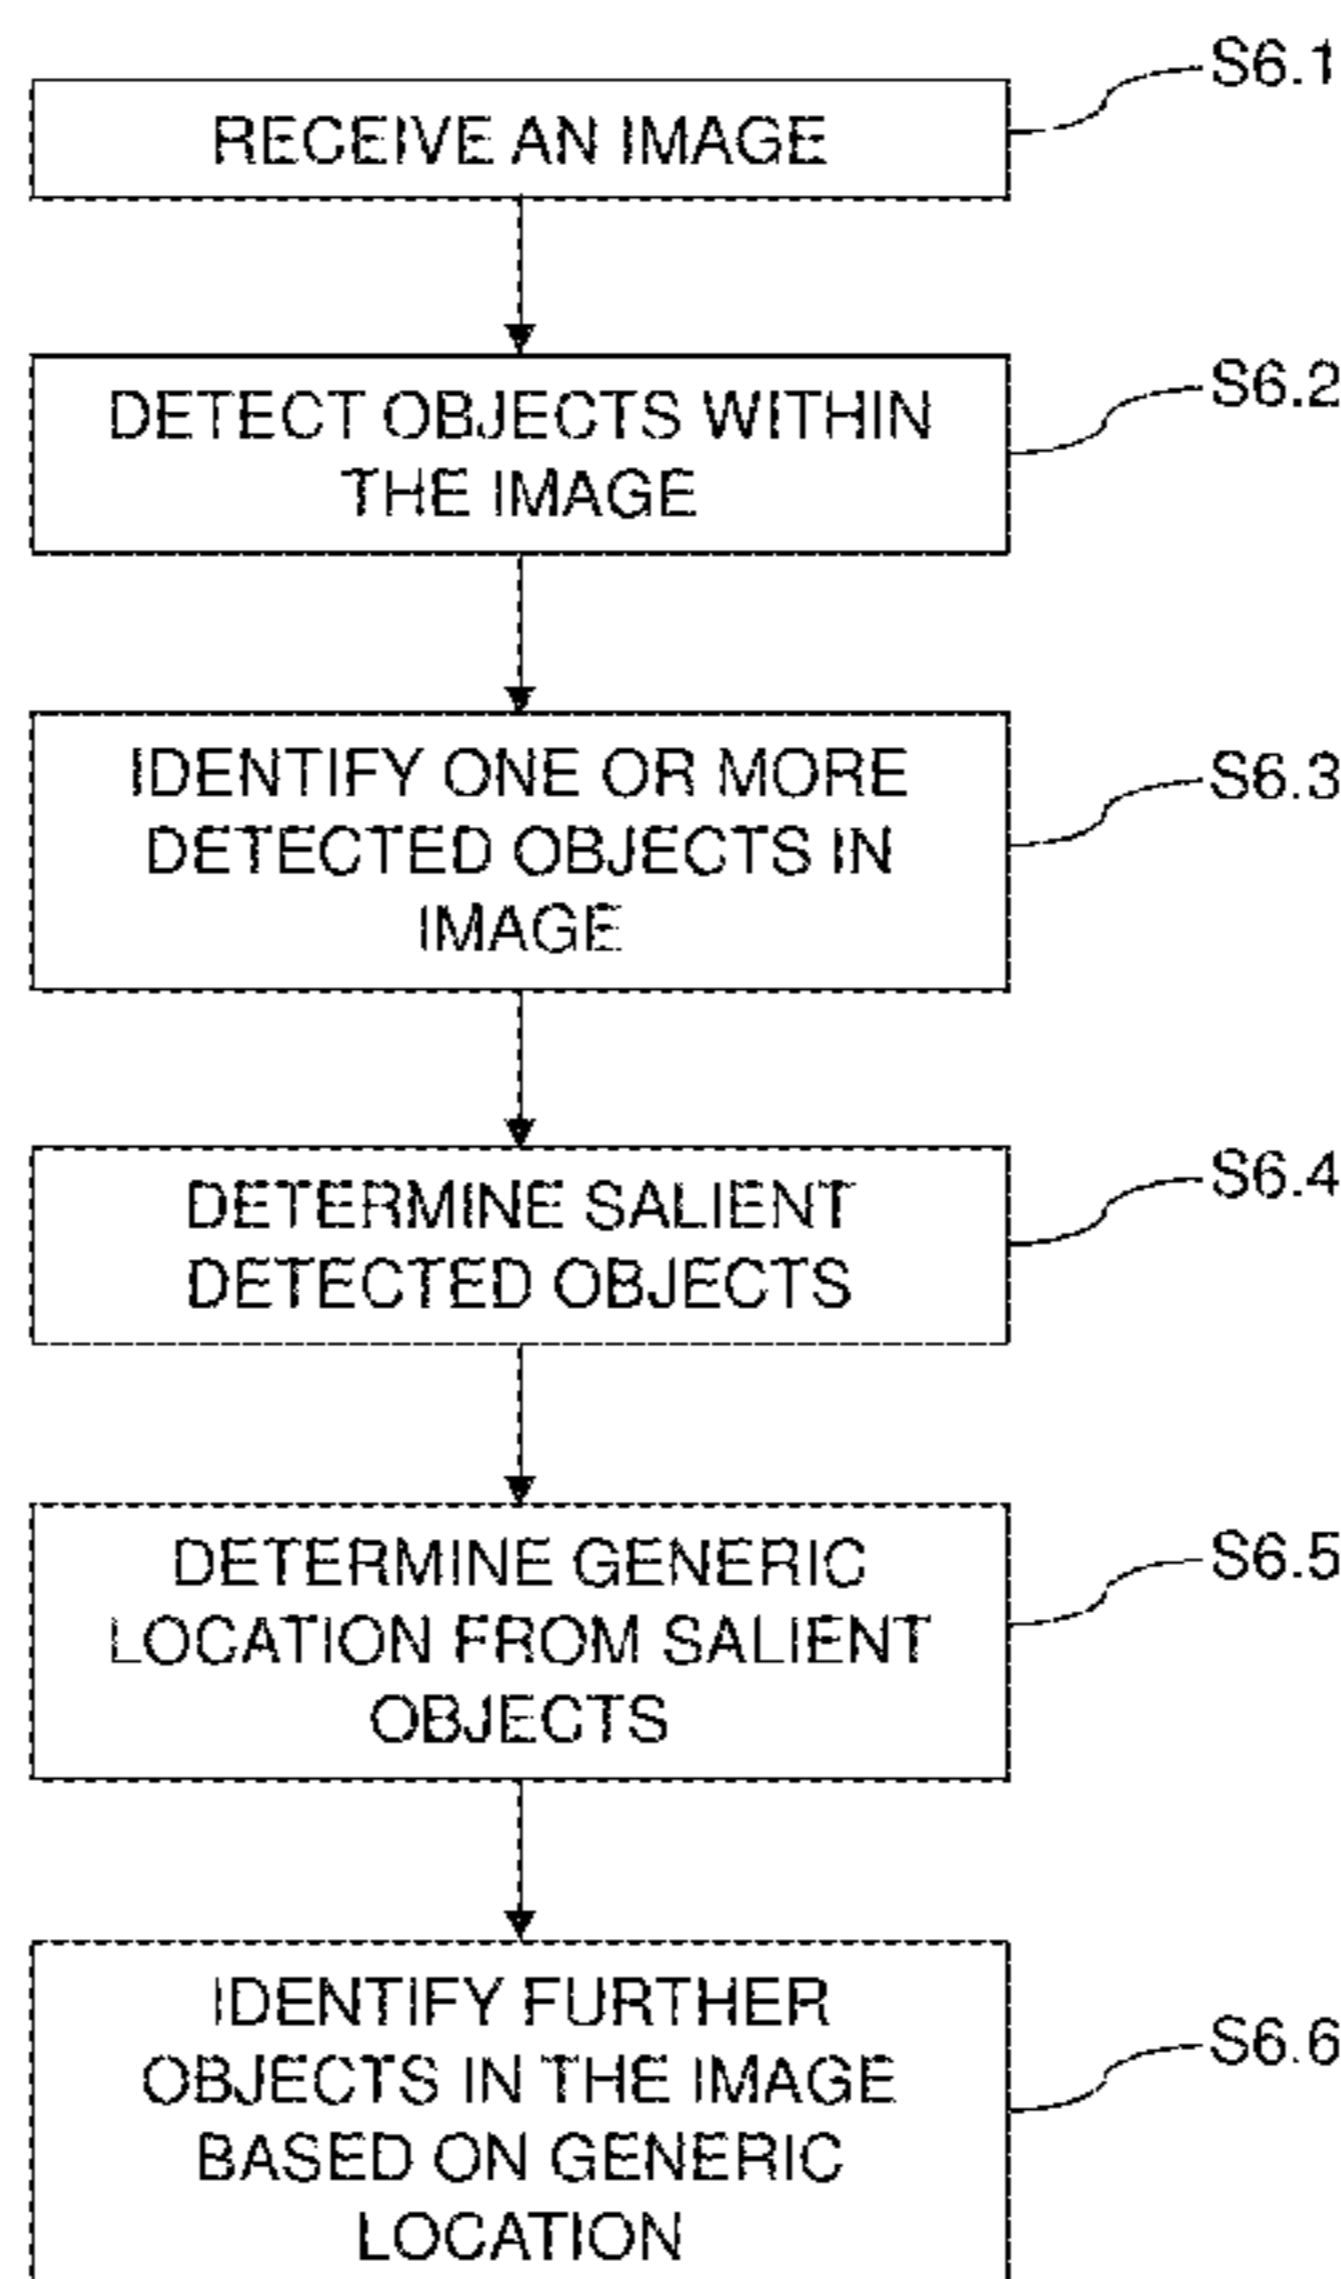 S6.1
RECEIVE AN IMAGE
S6.2
DETECT OBJECTS WITHIN
THE IMAGE
S6.3
IDENTIFY ONE OR MORE
DETECTED OBJECTS IN
IMAGE
S6.4
DETERMINE SALIENT
DETECTED OBJECTS
S6.5
DETERMINE GENERIC
LOCATION FROM SALIENT
OBJECTS
S6.6
IDENTIFY FURTHER
OBJECTS IN THE IMAGE
BASED ON GENERIC
LOCATION